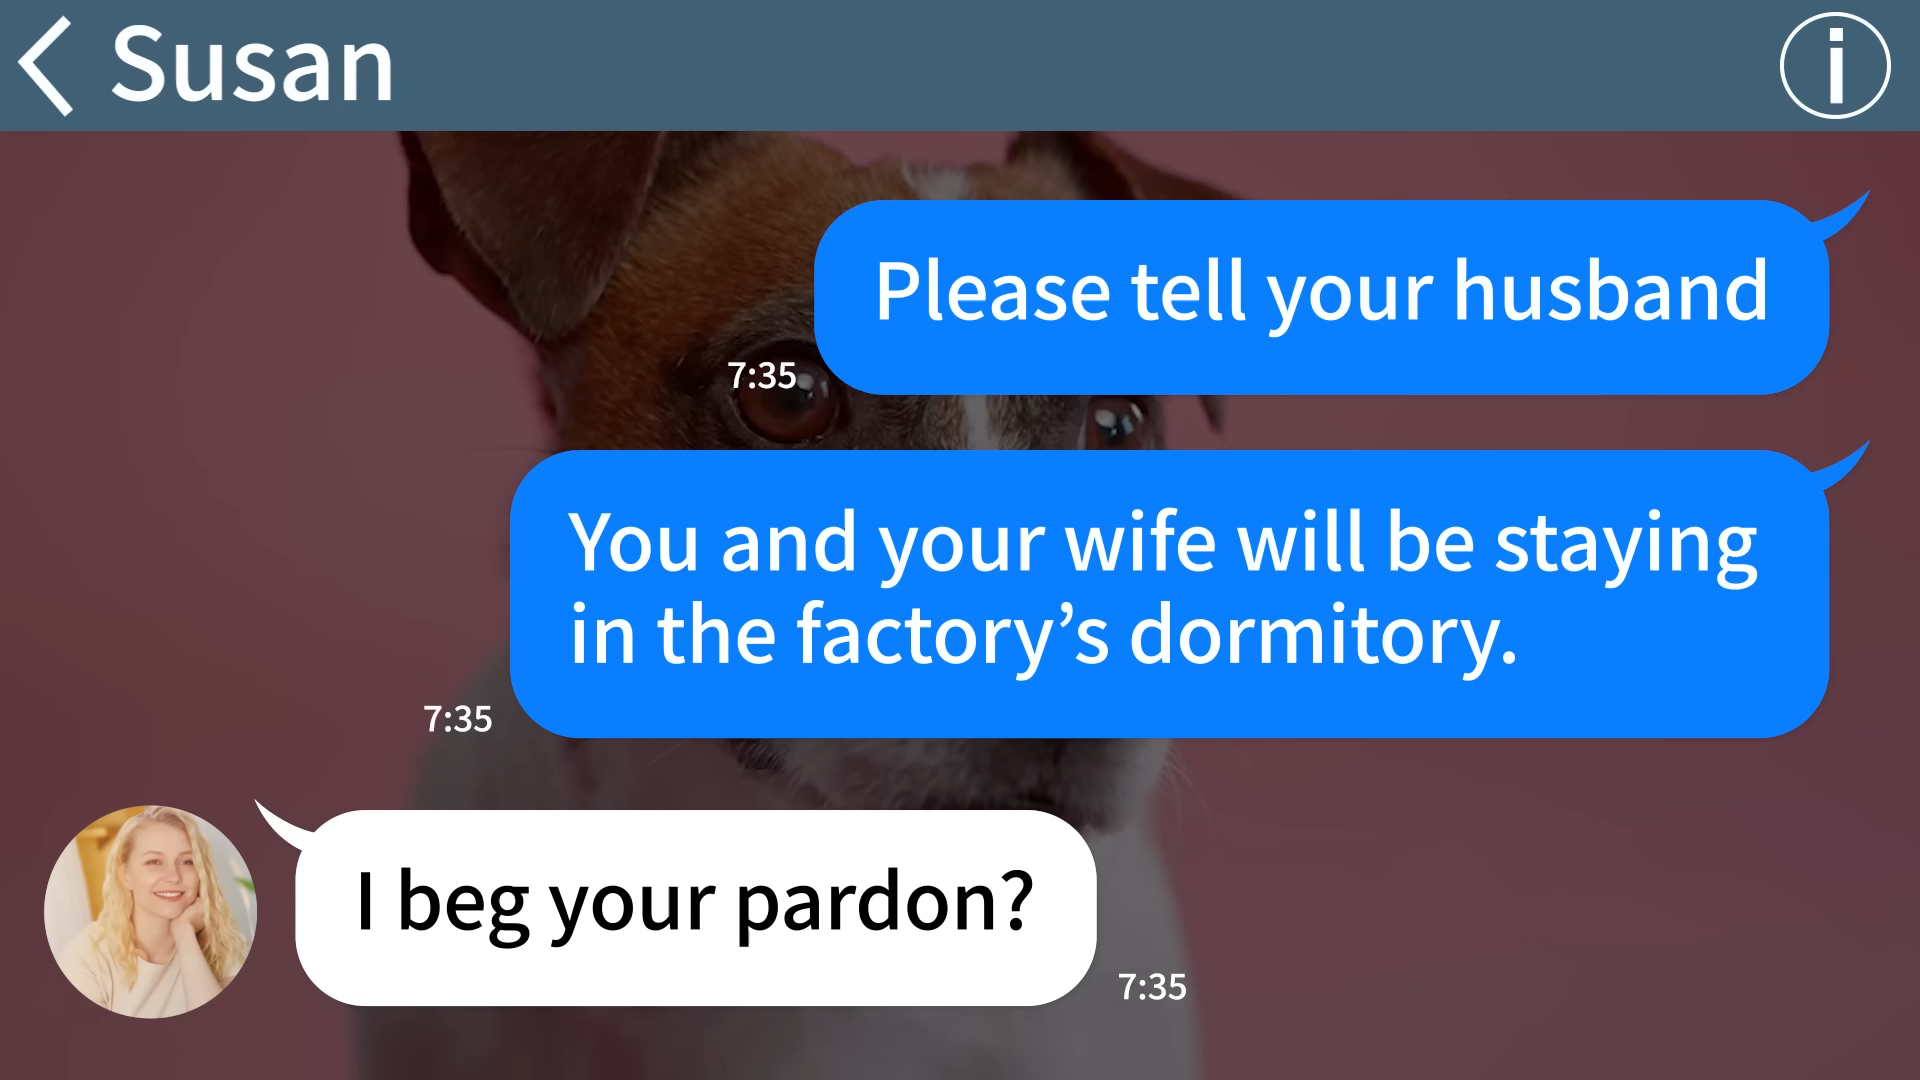 Susan
Please tell your husband
7:35
You and your wife will be staying
in the factory’s dormitory.
7:35
I beg your pardon?
7:35